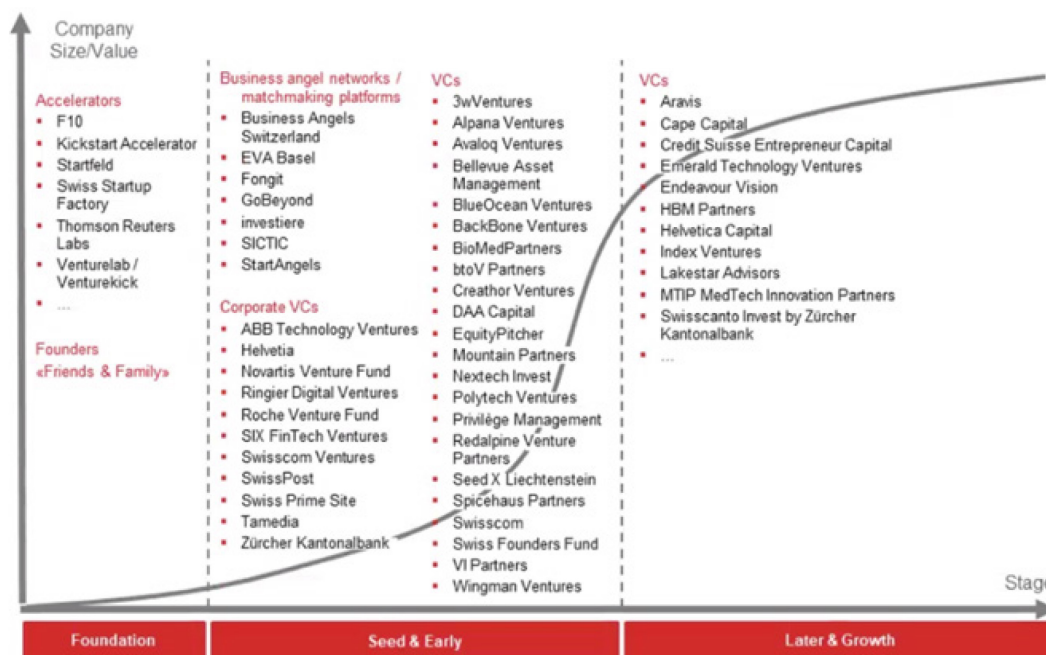 Company
Size/Value
Accelerators
F10
Kickstart Accelerator
Startfeld
Swiss Startup
Factory
Thomson Reuters
Labs
Venturelab /
Venturekick
...
Founders
«Friends & Family»
Business angel networks /
matchmaking platforms
Business Angels
Switzerland
EVA Basel
Fongit
GoBeyond
investiere
SICTIC
StartAngels
Corporate VCs
ABB Technology Ventures
Helvetia
Novartis Venture Fund
Ringier Digital Ventures
Roche Venture Fund
SIX FinTech Ventures
Swisscom Ventures
SwissPost
Swiss Prime Site
Tamedia
Zürcher Kantonalbank
VCs
3wVentures
Alpana Ventures
Avaloq Ventures
Bellevue Asset
Management
BlueOcean Ventures
BackBone Ventures
BioMedPartners
btoV Partners
Creathor Ventures
DAA Capital
EquityPitcher
Mountain Partners
Nextech Invest
Polytech Ventures
Privilège Management
Redalpine Venture
Partners
Seed X Liechtenstein
Spicehaus Partners
Swisscom
Swiss Founders Fund
VI Partners
Wingman Ventures
VCs
Aravis
Cape Capital
Credit Suisse Entrepreneur Capital
Emerald Technology Ventures
Endeavour Vision
HBM Partners
Helvetica Capital
Index Ventures
Lakestar Advisors
MTIP MedTech Innovation Partners
Swisscanto Invest by Zürcher
Kantonalbank
...
Stage
Foundation
Seed & Early
Later & Growth